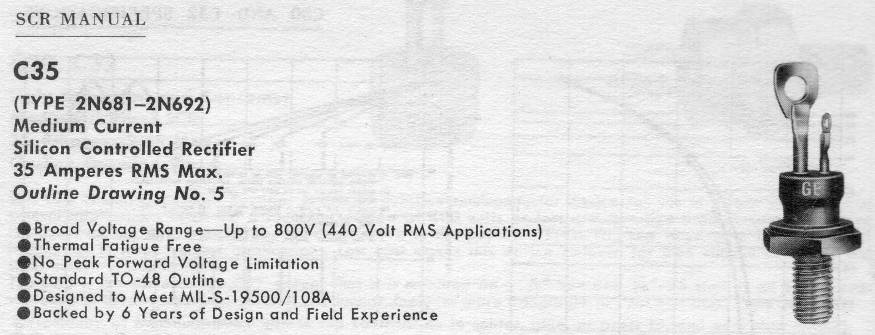 SCR MANUAL
C35
(TYPE 2N681–2N692)
Medium Current
Silicon Controlled Rectifier
35 Amperes RMS Max.
Outline Drawing No. 5
●Broad Voltage Range—Up to 800V (440 Volt RMS Applications)
●Thermal Fatigue Free
●No Peak Forward Voltage Limitation
●Standard TO-48 Outline
●Designed to Meet MIL-S-19500/108A
●Backed by 6 Years of Design and Field Experience
GE